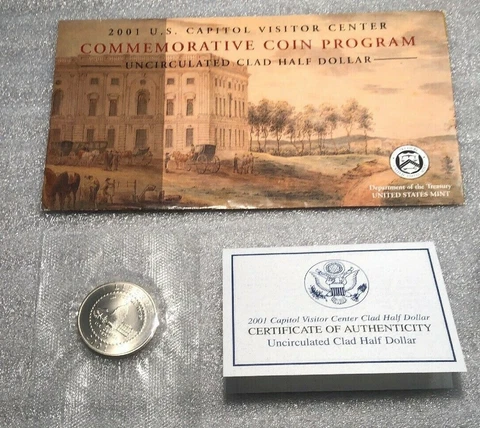 2001 U.S. CAPITOL VISITOR CENTER
COMMEMORATIVE COIN PROGRAM
UNCIRCULATED CLAD HALF DOLLAR
Department of the Treasury
UNITED STATES MINT
2001 Capitol Visitor Center Clad Half Dollar
CERTIFICATE OF AUTHENTICITY
Uncirculated Clad Half Dollar